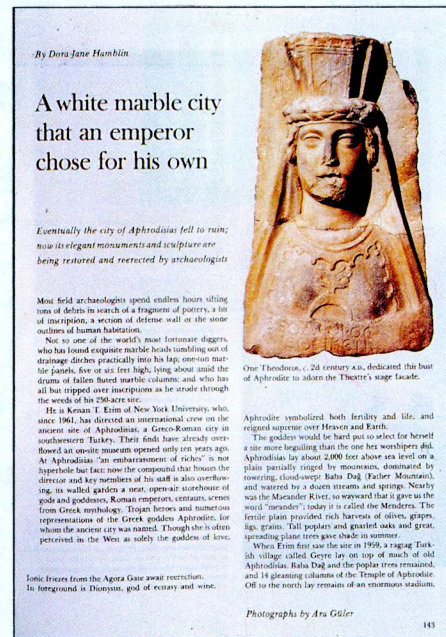 By Dora Jane Hamblin
A white marble city
that an emperor
chose for his own
Eventually the city of Aphrodisias fell to ruin;
now its elegant monuments and sculpture are
being restored and reerected by archaeologists
Most field archaeologists spend endless hours sifting
tons of debris in search of a fragment of pottery, a bit
of inscription, a section of defense wall or the stone
outlines of human habitation.
Not so one of the world's most fortunate diggers,
who has found exquisite marble heads tumbling out of
drainage ditches practically into his lap; one-ton mar-
ble panels, five or six feet high, lying about amid the
drums of fallen fluted marble columns; and who has
all but tripped over inscriptions as he strode through
the weeds of his 250-acre site.
He is Kenan T. Erim of New York University, who,
since 1961, has directed an international crew on the
ancient site of Aphrodisias, a Greco-Roman city in
southwestern Turkey. Their finds have already over-
flowed an on-site museum opened only ten years ago.
At Aphrodisias "an embarrassment of riches" is not
hyperbole but fact: now the compound that houses the
director and key members of his staff is also overflow-
ing, its walled garden a neat, open-air storehouse of
gods and goddesses, Roman emperors, centaurs, scenes
from Greek mythology, Trojan heroes and numerous
representations of the Greek goddess Aphrodite, for
whom the ancient city was named. Though she is often
perceived in the West as solely the goddess of love,
Ionic friezes from the Agora Gate await reerection.
In foreground is Dionysus, god of ecstasy and wine.
One Theodoros, c. 2d century A.D., dedicated this bust
of Aphrodite to adorn the Theatre's stage facade.
Aphrodite symbolized both fertility and life, and
reigned supreme over Heaven and Earth.
The goddess would be hard put to select for herself
a site more beguiling than the one her worshipers did.
Aphrodisias lay about 2,000 feet above sea level on a
plain partially ringed by mountains, dominated by
towering, cloud-swept Baba Dağ (Father Mountain),
and watered by a dozen streams and springs. Nearby
was the Maeander River, so wayward that it gave us the
word "meander"; today it is called the Menderes. The
fertile plain provided rich harvests of olives, grapes,
figs, grains. Tall poplars and gnarled oaks and great,
spreading plane trees gave shade in summer.
When Erim first saw the site in 1959, a ragtag Turk-
ish village called Geyre lay on top of much of old
Aphrodisias. Baba Dağ and the poplar trees remained,
and 14 gleaming columns of the Temple of Aphrodite.
Off to the north lay remains of an enormous stadium,
Photographs by Ara Güler
143